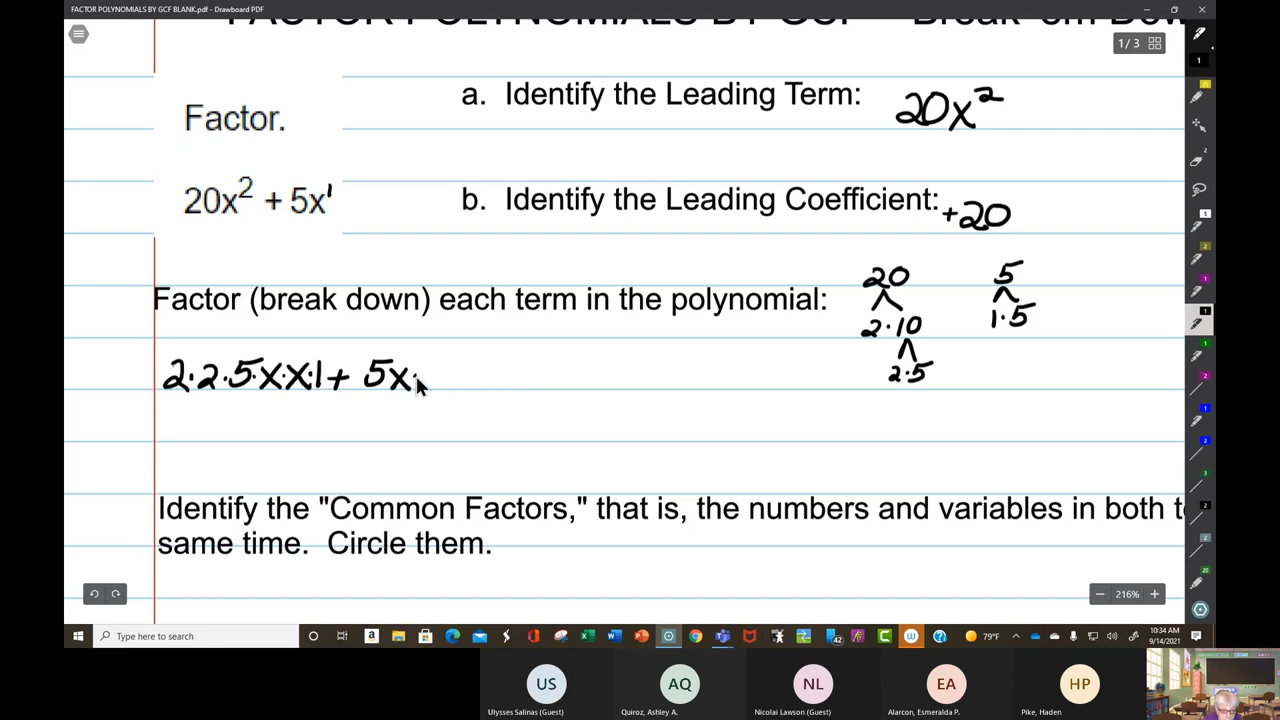 FACTOR POLYNOMIALS BY GCF BLANK.pdf - Drawboard PDF
FACTOR POLYNOMIALS BY GCF
1 / 3
a. Identify the Leading Term: 20x²
Factor.
20x² + 5x¹
b. Identify the Leading Coefficient: +20
Factor (break down) each term in the polynomial:
20 5
2·10 1·5
2·5
2·2·5·x·x·1 + 5x·
Identify the "Common Factors," that is, the numbers and variables in both
same time. Circle them.
216%
Type here to search
79°F
10:34 AM
9/14/2021
US AQ NL EA HP
Ulysses Salinas (Guest) Quiroz, Ashley A. Nicolai Lawson (Guest) Alarcon, Esmeralda P. Pike, Haden